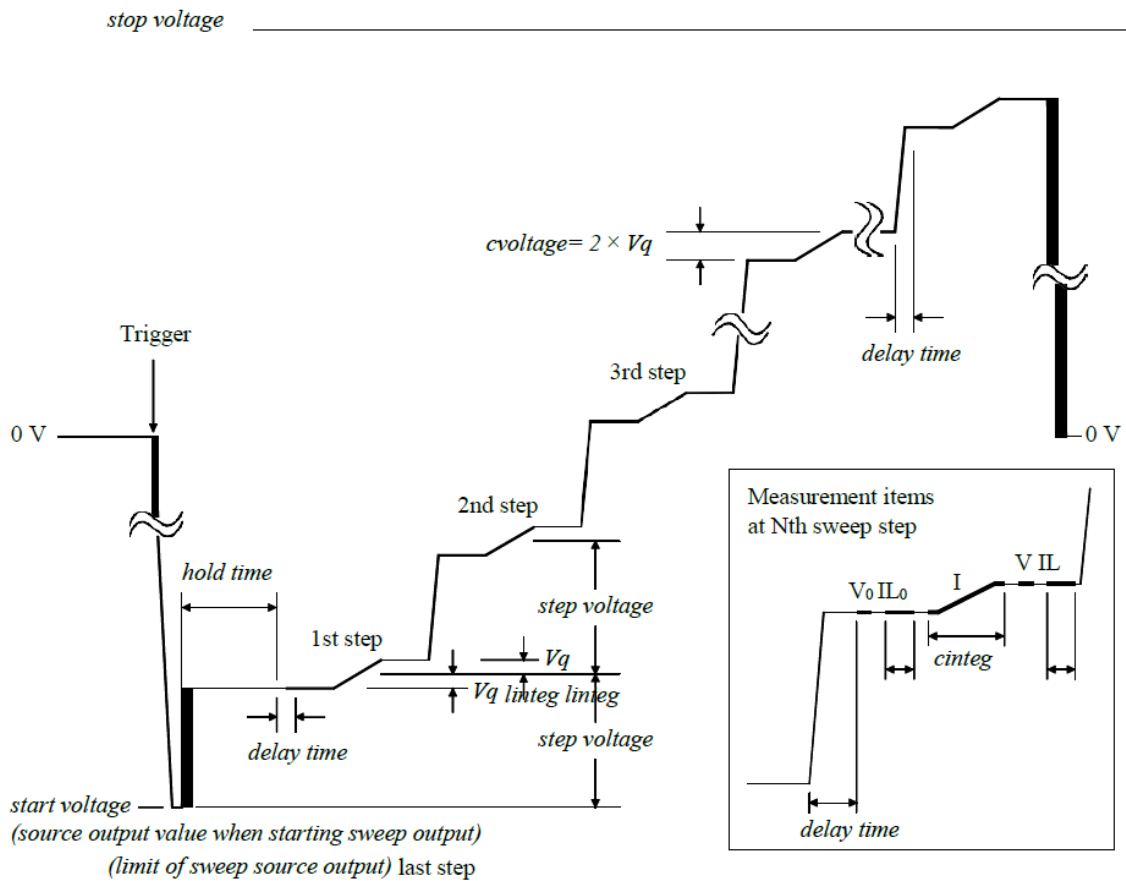 stop voltage
cvoltage= 2 × Vq
delay time
Trigger
3rd step
0 V
0 V
Measurement items
at Nth sweep step
2nd step
hold time
V IL
V₀ IL₀
I
step voltage
1st step
cinteg
Vq
Vq linteg linteg
step voltage
delay time
start voltage
(source output value when starting sweep output)
delay time
(limit of sweep source output) last step